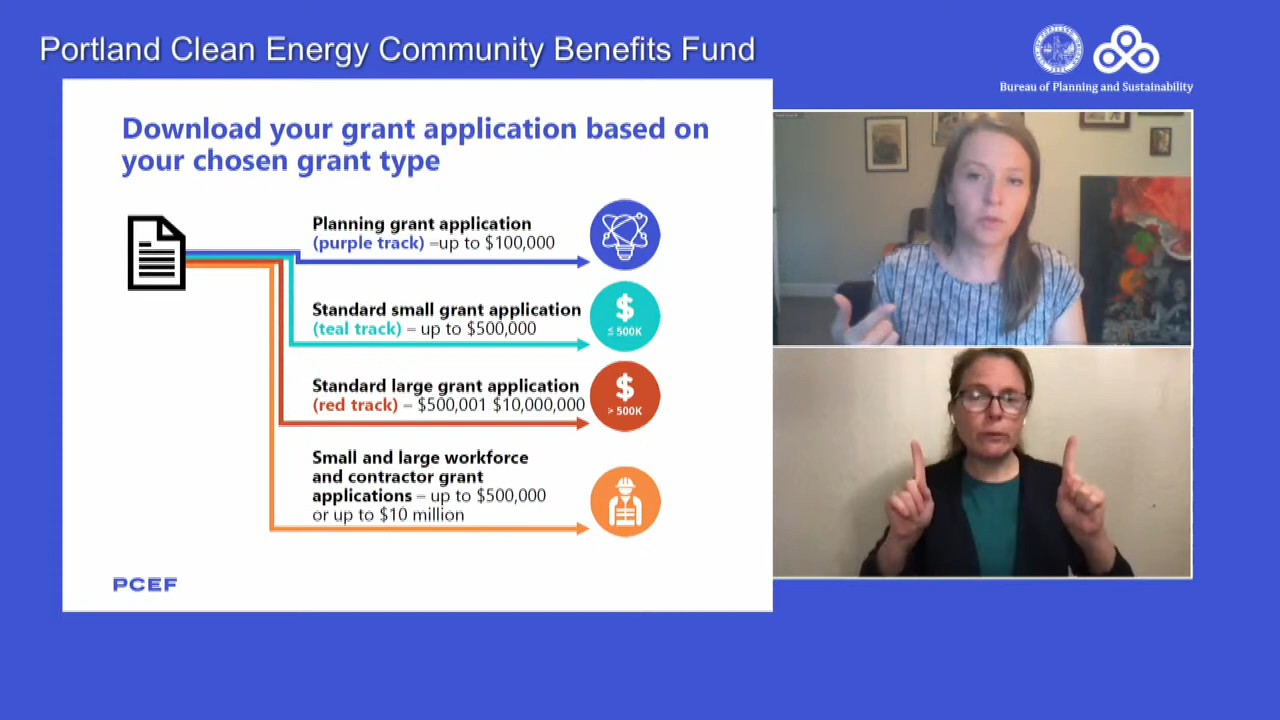 Portland Clean Energy Community Benefits Fund
Bureau of Planning and Sustainability
Download your grant application based on
your chosen grant type
Planning grant application
(purple track) =up to $100,000
Standard small grant application
(teal track) = up to $500,000
$
≤ 500K
Standard large grant application
(red track) = $500,001 $10,000,000
$
> 500K
Small and large workforce
and contractor grant
applications = up to $500,000
or up to $10 million
PCEF